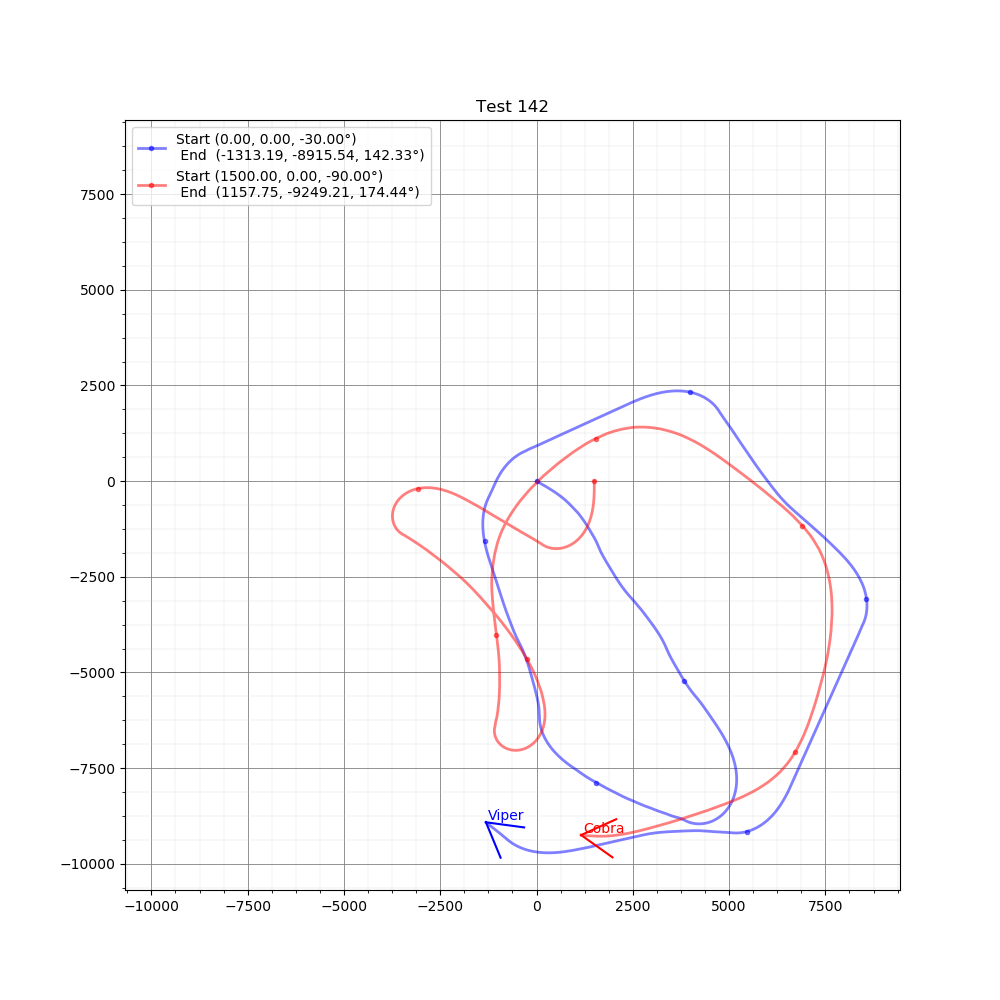 Test 142
Start (0.00, 0.00, -30.00°)
End (-1313.19, -8915.54, 142.33°)
Start (1500.00, 0.00, -90.00°)
End (1157.75, -9249.21, 174.44°)
7500
5000
2500
0
−2500
−5000
−7500
−10000
Viper
Cobra
−10000
−7500
−5000
−2500
0
2500
5000
7500